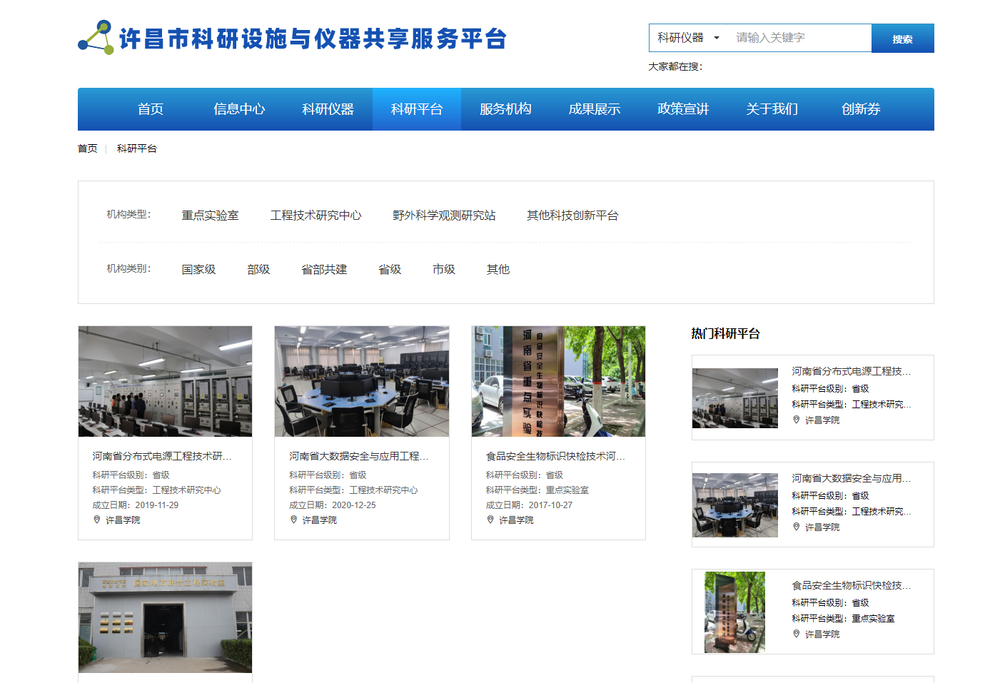 许昌市科研设施与仪器共享服务平台
科研仪器 请输入关键字 搜索
大家都在搜：
首页 信息中心 科研仪器 科研平台 服务机构 成果展示 政策宣讲 关于我们 创新券
首页 | 科研平台
机构类型： 重点实验室 工程技术研究中心 野外科学观测研究站 其他科技创新平台
机构类别： 国家级 部级 省部共建 省级 市级 其他
河南省重点实验
食品安全生物标识快检技
河南省分布式电源工程技术研...
科研平台级别：省级
科研平台类型：工程技术研究中心
成立日期：2019-11-29
许昌学院
河南省大数据安全与应用工程...
科研平台级别：省级
科研平台类型：工程技术研究中心
成立日期：2020-12-25
许昌学院
食品安全生物标识快检技术河...
科研平台级别：省级
科研平台类型：重点实验室
成立日期：2017-10-27
许昌学院
国家地方联合工程实验室
热门科研平台
河南省分布式电源工程技...
科研平台级别：省级
科研平台类型：工程技术研究...
许昌学院
河南省大数据安全与应用...
科研平台级别：省级
科研平台类型：工程技术研究...
许昌学院
食品安全生物标识快检技...
科研平台级别：省级
科研平台类型：重点实验室
许昌学院